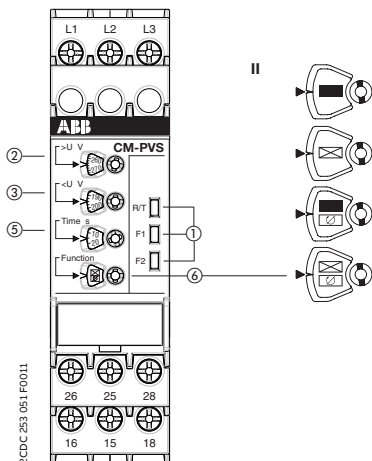 L1 L2 L3
II
ABB
CM-PVS
② >U V
③ <U V
⑤ Time s
R/T
F1 ①
F2
Function
⑥
26 25 28
16 15 18
2CDC 253 051 F0011